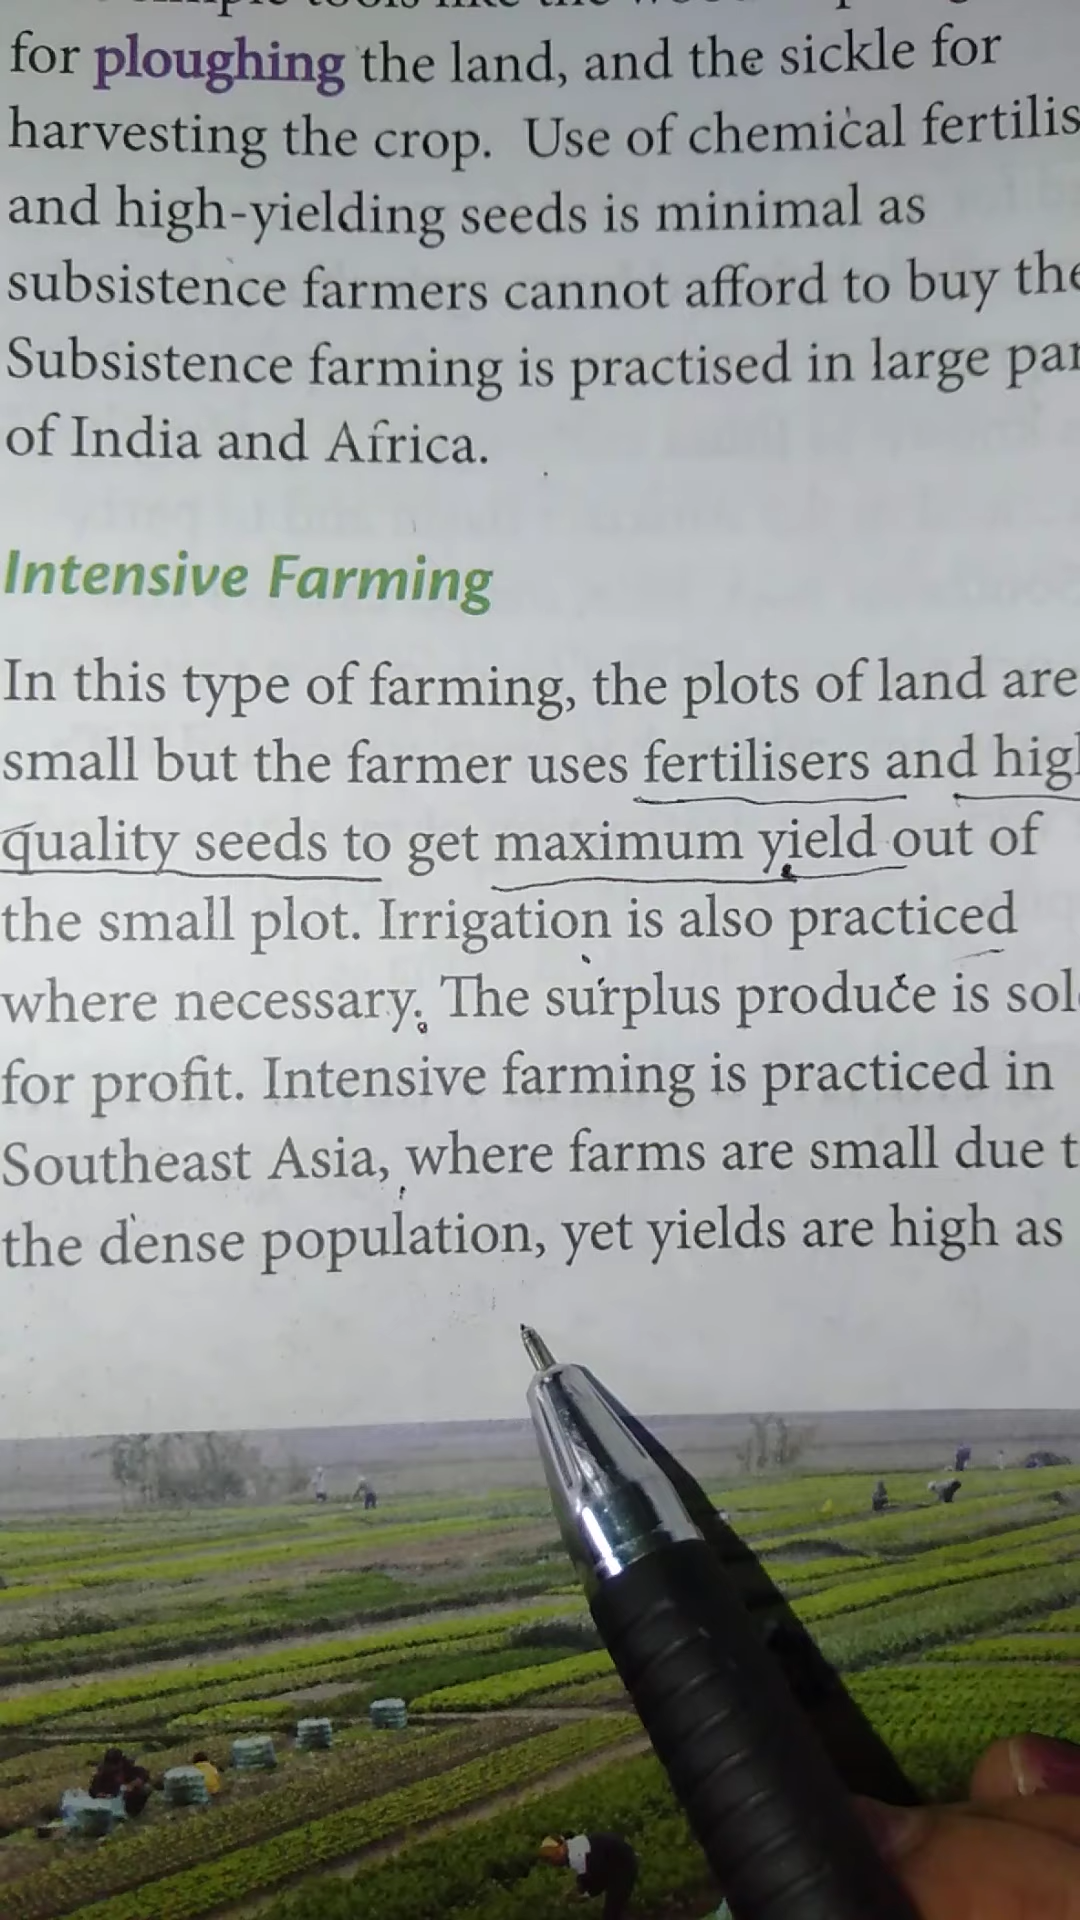 for ploughing the land, and the sickle for
harvesting the crop. Use of chemical fertilis
and high-yielding seeds is minimal as
subsistence farmers cannot afford to buy the
Subsistence farming is practised in large par
of India and Africa.
Intensive Farming
In this type of farming, the plots of land are
small but the farmer uses fertilisers and high
quality seeds to get maximum yield out of
the small plot. Irrigation is also practiced
where necessary. The surplus produce is sol
for profit. Intensive farming is practiced in
Southeast Asia, where farms are small due t
the dense population, yet yields are high as